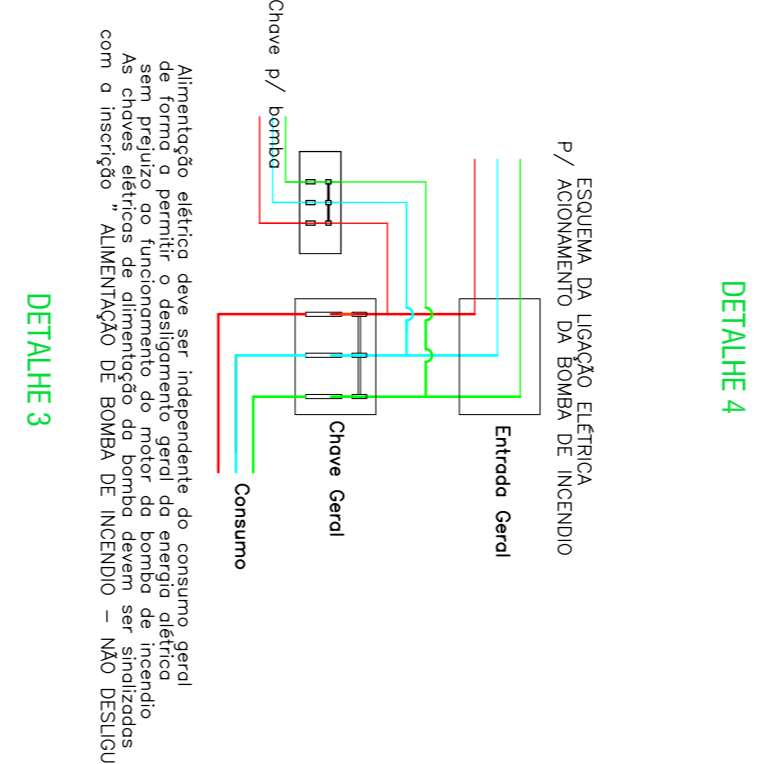 DETALHE 4
ESQUEMA DA LIGAÇÃO ELÉTRICA
P/ ACIONAMENTO DA BOMBA DE INCENDIO
Entrada Geral
Chave Geral
Chave p/ bomba
Consumo
Alimentação elétrica deve ser independente do consumo geral
de forma a permitir o desligamento geral da energia alétrica
sem prejuizo ao funcionamento do motor da bomba de incendio
As chaves elétricas de alimentação da bomba devem ser sinalizadas
com a inscrição " ALIMENTAÇÃO DE BOMBA DE INCENDIO – NÃO DESLIGU
DETALHE 3